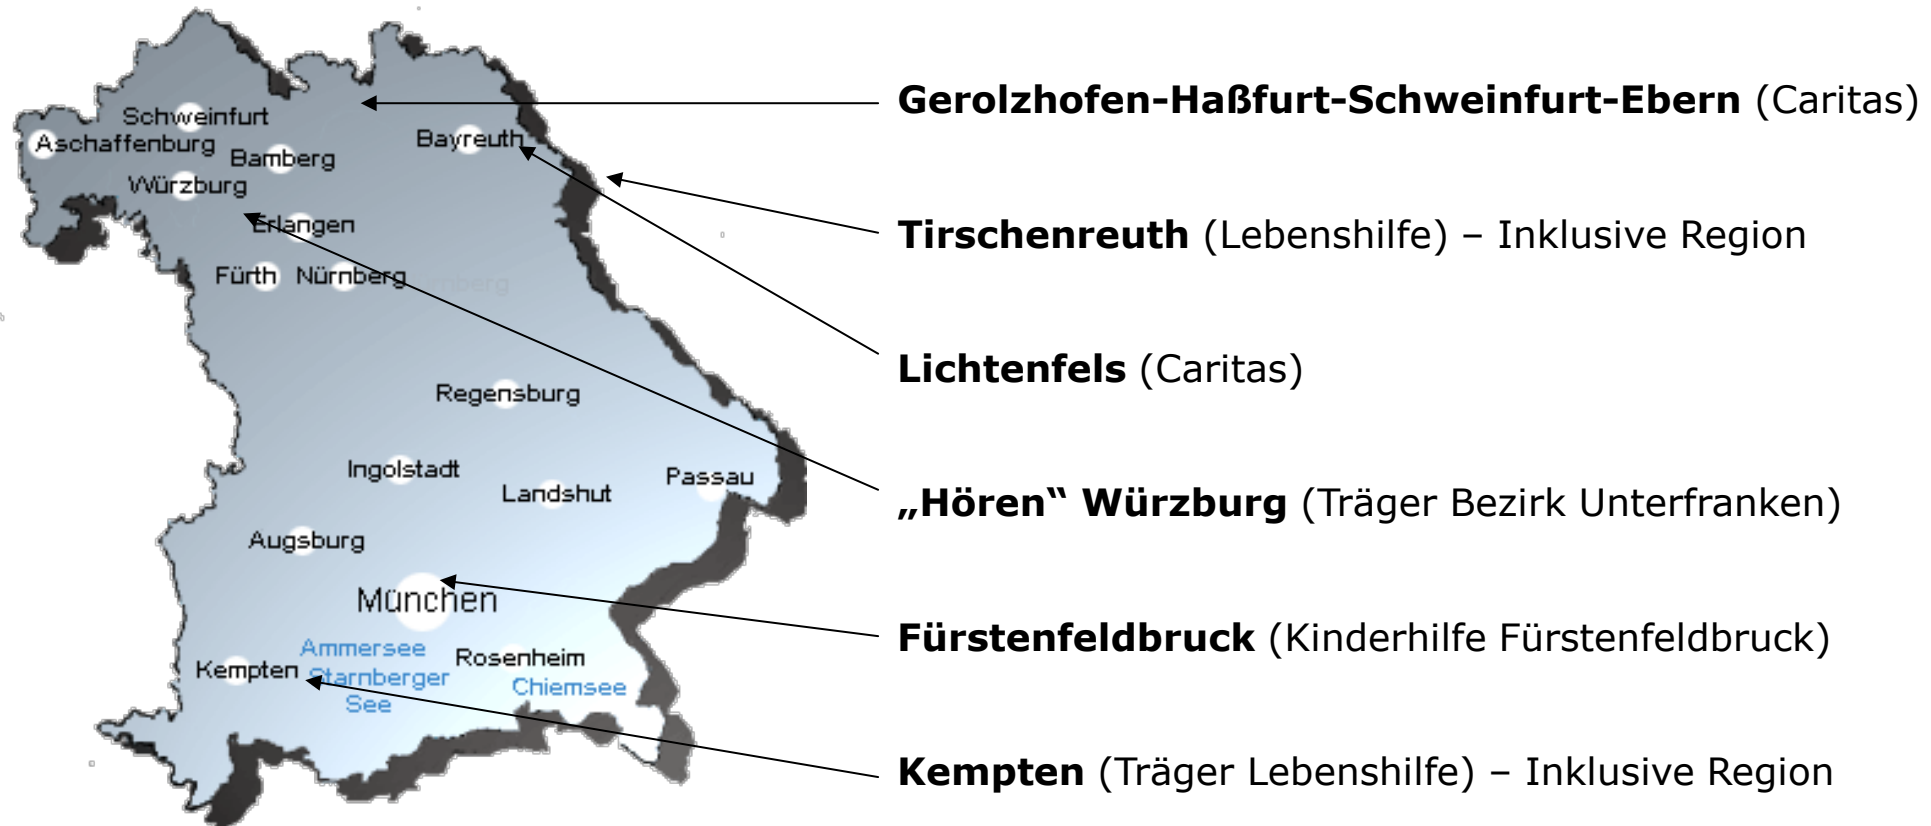 Gerolzhofen-Haßfurt-Schweinfurt-Ebern (Caritas)
Tirschenreuth (Lebenshilfe) – Inklusive Region
Lichtenfels (Caritas)
„Hören“ Würzburg (Träger Bezirk Unterfranken)
Fürstenfeldbruck (Kinderhilfe Fürstenfeldbruck)
Kempten (Träger Lebenshilfe) – Inklusive Region
Schweinfurt
Aschaffenburg
Bamberg
Bayreuth
Würzburg
Erlangen
Fürth
Nürnberg
Regensburg
Ingolstadt
Landshut
Passau
Augsburg
München
Ammersee
Starnberger
See
Kempten
Rosenheim
Chiemsee